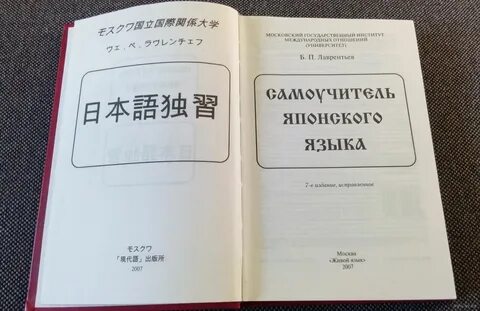 モスクワ国立国際関係大学
ヴェ．ペ．ラヴレンチェフ
日本語独習
モスクワ
「現代語」出版所
2007
МОСКОВСКИЙ ГОСУДАРСТВЕННЫЙ ИНСТИТУТ
МЕЖДУНАРОДНЫХ ОТНОШЕНИЙ
(УНИВЕРСИТЕТ)
Б. П. Лаврентьев
САМОУЧИТЕЛЬ
ЯПОНСКОГО
ЯЗЫКА
7-е издание, исправленное
Москва
«Живой язык»
2007